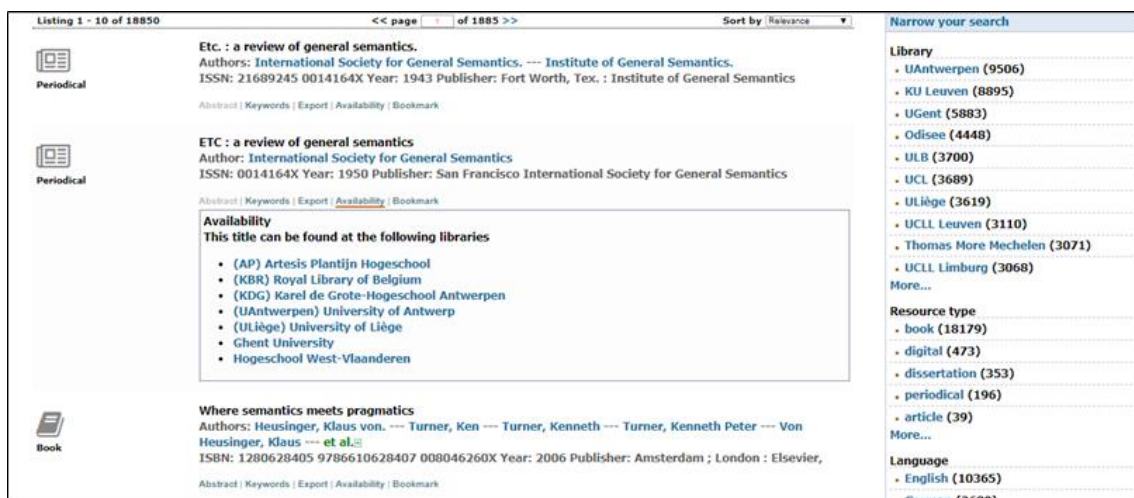 Listing 1 - 10 of 18850 << page 1 of 1885 >> Sort by Relevance
Periodical
Etc. : a review of general semantics.
Authors: International Society for General Semantics. --- Institute of General Semantics.
ISSN: 21689245 0014164X Year: 1943 Publisher: Fort Worth, Tex. : Institute of General Semantics
Abstract | Keywords | Export | Availability | Bookmark
Periodical
ETC : a review of general semantics
Author: International Society for General Semantics
ISSN: 0014164X Year: 1950 Publisher: San Francisco International Society for General Semantics
Abstract | Keywords | Export | Availability | Bookmark
Availability
This title can be found at the following libraries
• (AP) Artesis Plantijn Hogeschool
• (KBR) Royal Library of Belgium
• (KDG) Karel de Grote-Hogeschool Antwerpen
• (UAntwerpen) University of Antwerp
• (ULiège) University of Liège
• Ghent University
• Hogeschool West-Vlaanderen
Book
Where semantics meets pragmatics
Authors: Heusinger, Klaus von. --- Turner, Ken --- Turner, Kenneth --- Turner, Kenneth Peter --- Von
Heusinger, Klaus --- et al.
ISBN: 1280628405 9786610628407 008046260X Year: 2006 Publisher: Amsterdam ; London : Elsevier,
Abstract | Keywords | Export | Availability | Bookmark
Narrow your search
Library
UAntwerpen (9506)
KU Leuven (8895)
UGent (5883)
Odisee (4448)
ULB (3700)
UCL (3689)
ULiège (3619)
UCLL Leuven (3110)
Thomas More Mechelen (3071)
UCLL Limburg (3068)
More...
Resource type
book (18179)
digital (473)
dissertation (353)
periodical (196)
article (39)
More...
Language
English (10365)